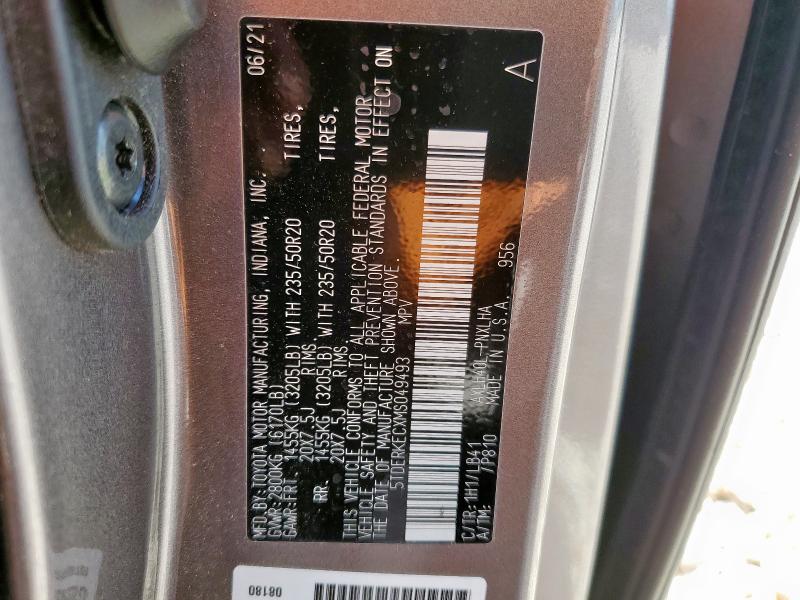 MFD BY: TOYOTA MOTOR MANUFACTURING, INDIANA, INC. 06/21
GVWR: 2800KG (6170LB)
GAWR: FRT 1455KG (3205LB) WITH 235/50R20 TIRES,
20X7.5J RIMS,
RR. 1455KG (3205LB) WITH 235/50R20 TIRES,
20X7.5J RIMS.
THIS VEHICLE CONFORMS TO ALL APPLICABLE FEDERAL MOTOR
VEHICLE SAFETY AND THEFT PREVENTION STANDARDS IN EFFECT ON
THE DATE OF MANUFACTURE SHOWN ABOVE.
5TDERKECXMS049493 MPV
C/TR: 1H1/LB41 AXLH40L-PNXLHA
A/TM: /P810 MADE IN U.S.A. 956
A
08180